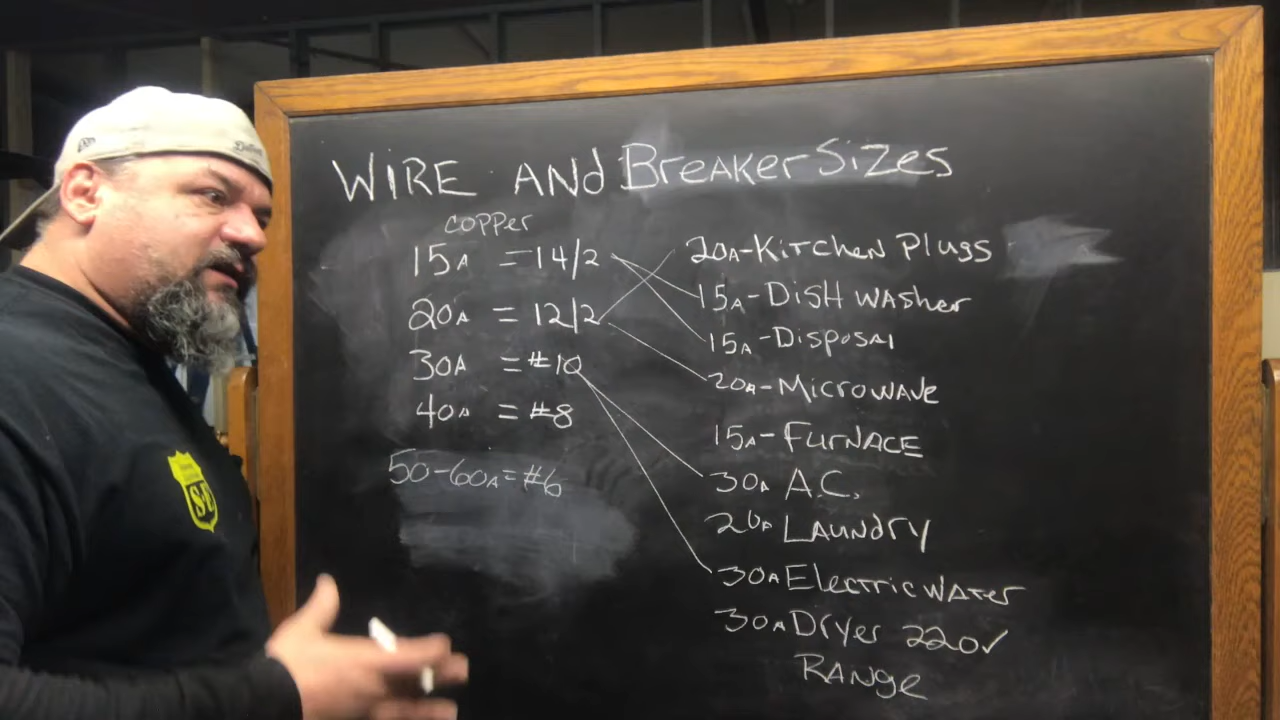 WIRE AND Breaker Sizes
COPPER
15A = 14/2
20A = 12/2
30A = #10
40A = #8
50-60A = #6
20A-Kitchen Plugs
15A-DISH WASHer
15A-Disposal
20A-Microwave
15A-FURNACE
30A A.C.
20A LAUNDRY
30A Electric WATer
30A Dryer 220V
RANGe